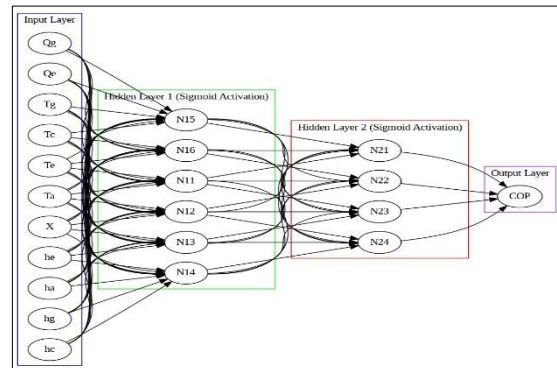 Input Layer
Qg
Qe
Tg
Tc
Te
Ta
X
he
ha
hg
hc
Hidden Layer 1 (Sigmoid Activation)
N15
N16
N11
N12
N13
N14
Hidden Layer 2 (Sigmoid Activation)
N21
N22
N23
N24
Output Layer
COP